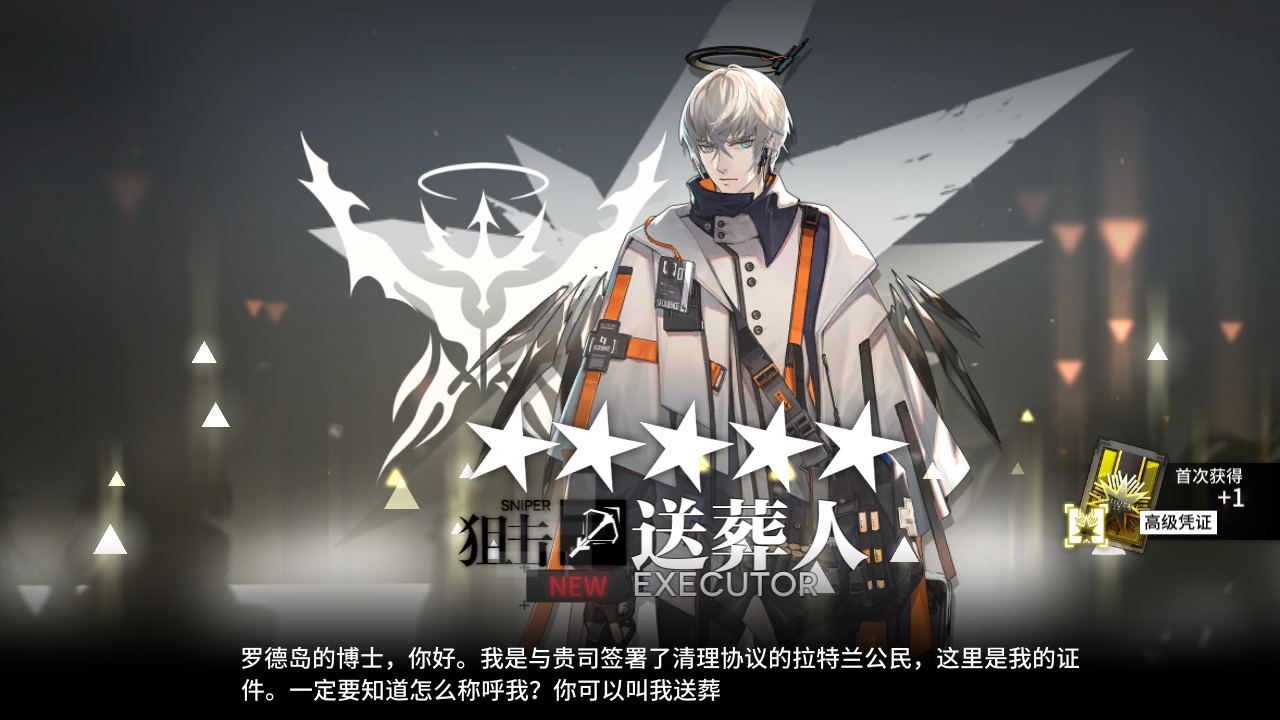 SEQUENCE
首次获得
+1
高级凭证
SNIPER
狙击
送葬人
NEW
EXECUTOR
罗德岛的博士，你好。我是与贵司签署了清理协议的拉特兰公民，这里是我的证
件。一定要知道怎么称呼我？你可以叫我送葬